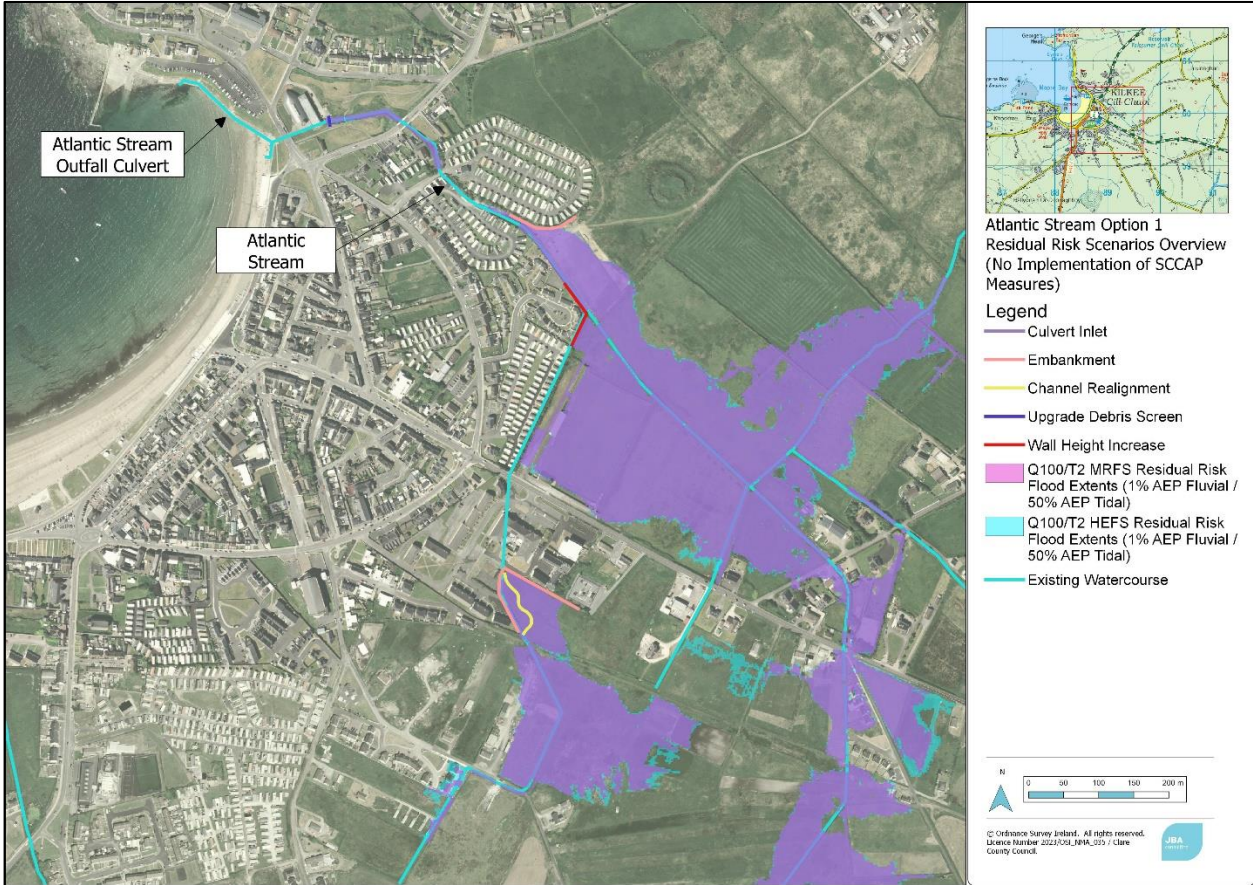 Atlantic Stream
Outfall Culvert
Atlantic
Stream
KILKEE
Cill Chaoi
Atlantic Stream Option 1
Residual Risk Scenarios Overview
(No Implementation of SCCAP
Measures)
Legend
Culvert Inlet
Embankment
Channel Realignment
Upgrade Debris Screen
Wall Height Increase
Q100/T2 MRFS Residual Risk
Flood Extents (1% AEP Fluvial /
50% AEP Tidal)
Q100/T2 HEFS Residual Risk
Flood Extents (1% AEP Fluvial /
50% AEP Tidal)
Existing Watercourse
N
0 50 100 150 200 m
© Ordnance Survey Ireland. All rights reserved.
Licence Number 2023/OSI_NMA_035 / Clare
County Council.
JBA
consulting